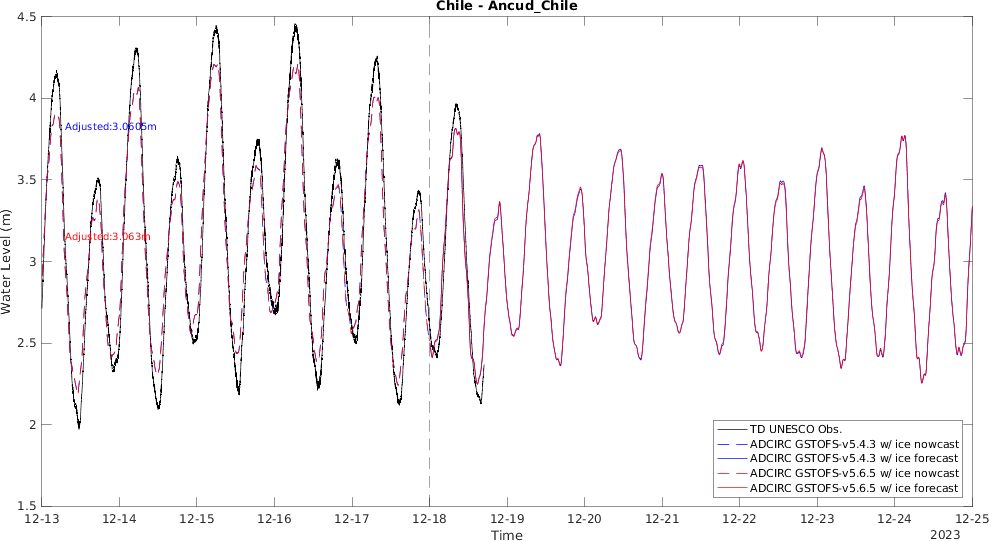 Chile - Ancud_Chile
4.5
4
3.5
3
2.5
2
1.5
Water Level (m)
Adjusted:3.0605m
Adjusted:3.063m
TD UNESCO Obs.
ADCIRC GSTOFS-v5.4.3 w/ ice nowcast
ADCIRC GSTOFS-v5.4.3 w/ ice forecast
ADCIRC GSTOFS-v5.6.5 w/ ice nowcast
ADCIRC GSTOFS-v5.6.5 w/ ice forecast
12-13 12-14 12-15 12-16 12-17 12-18 12-19 12-20 12-21 12-22 12-23 12-24 12-25
Time
2023